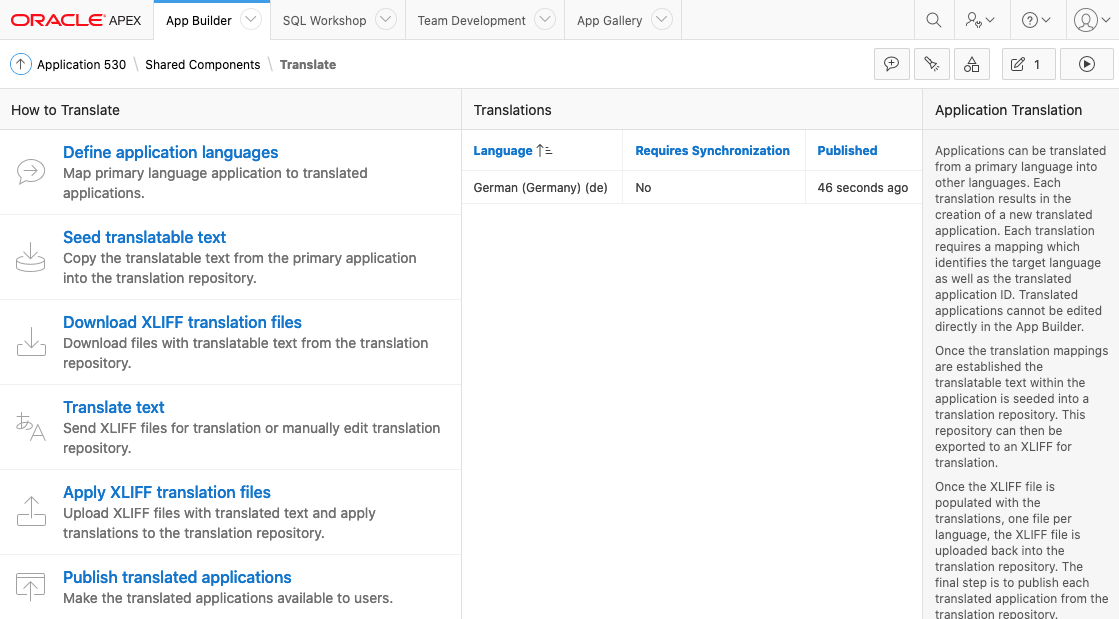 ORACLE APEX
App Builder
SQL Workshop
Team Development
App Gallery
Application 530 \ Shared Components \ Translate
1
How to Translate
Define application languages
Map primary language application to translated
applications.
Seed translatable text
Copy the translatable text from the primary application
into the translation repository.
Download XLIFF translation files
Download files with translatable text from the translation
repository.
Translate text
Send XLIFF files for translation or manually edit translation
repository.
Apply XLIFF translation files
Upload XLIFF files with translated text and apply
translations to the translation repository.
Publish translated applications
Make the translated applications available to users.
Translations
Language Requires Synchronization Published
German (Germany) (de) No 46 seconds ago
Application Translation
Applications can be translated
from a primary language into
other languages. Each
translation results in the
creation of a new translated
application. Each translation
requires a mapping which
identifies the target language
as well as the translated
application ID. Translated
applications cannot be edited
directly in the App Builder.
Once the translation mappings
are established the
translatable text within the
application is seeded into a
translation repository. This
repository can then be
exported to an XLIFF for
translation.
Once the XLIFF file is
populated with the
translations, one file per
language, the XLIFF file is
uploaded back into the
translation repository. The
final step is to publish each
translated application from the
translation repository.